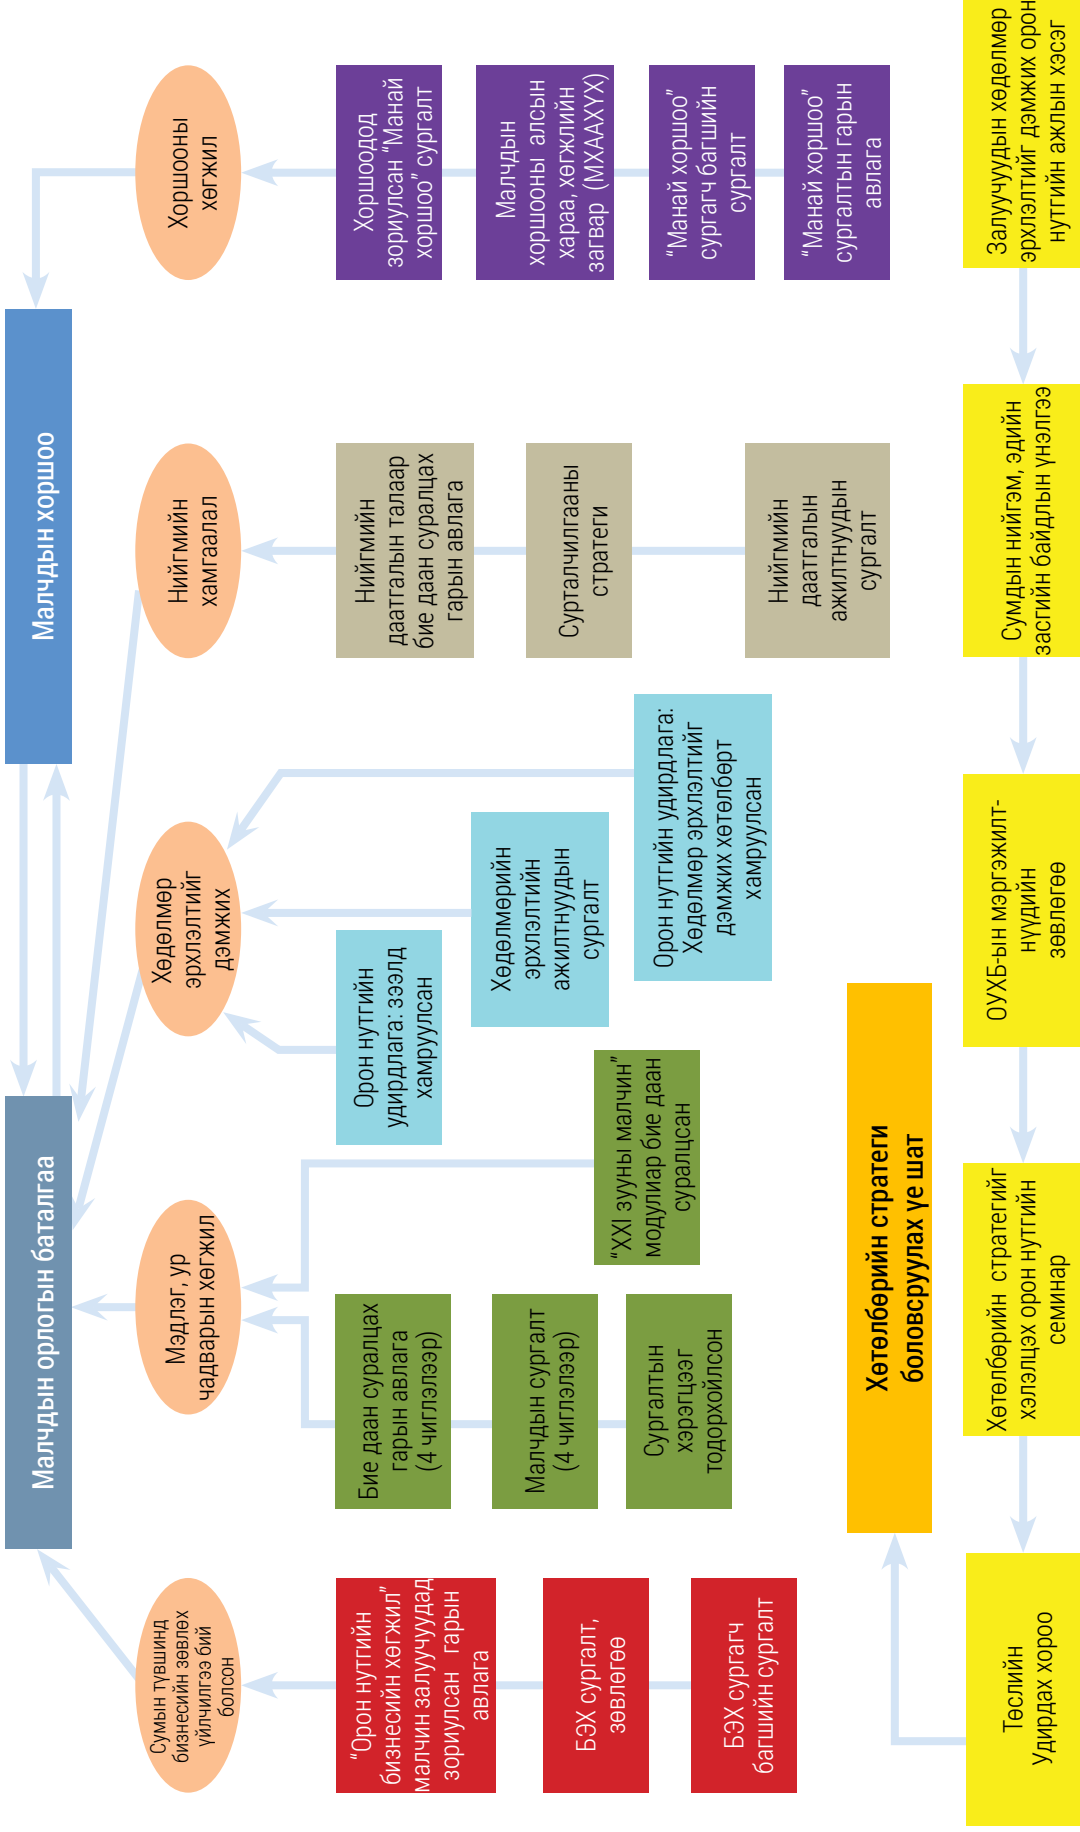 Малчдын орлогын баталгаа
Малчдын хоршоо
Сумын түвшинд
бизнесийн зөвлөх
үйлчилгээ бий
болсон
Мэдлэг, ур
чадварын хөгжил
Хөдөлмөр
эрхлэлтийг
дэмжих
Нийгмийн
хамгаалал
Хоршооны
хөгжил
“Орон нутгийн
бизнесийн хөгжил”
малчин залуучуудад
зориулсан гарын
авлага
БЭХ сургалт,
зөвлөгөө
БЭХ сургагч
багшийн сургалт
Бие даан суралцах
гарын авлага
(4 чиглэлээр)
Малчдын сургалт
(4 чиглэлээр)
Сургалтын
хэрэгцээг
тодорхойлсон
“XXI зууны малчин”
модулиар бие даан
суралцсан
Орон нутгийн
удирдлага: зээлд
хамруулсан
Хөдөлмөрийн
эрхлэлтийн
ажилтнуудын
сургалт
Орон нутгийн удирдлага:
Хөдөлмөр эрхлэлтийг
дэмжих хөтөлбөрт
хамруулсан
Нийгмийн
даатгалын талаар
бие даан суралцах
гарын авлага
Сурталчилгааны
стратеги
Нийгмийн
даатгалын
ажилтнуудын
сургалт
Хоршоодод
зориулсан “Манай
хоршоо” сургалт
Малчдын
хоршооны алсын
хараа, хөгжлийн
загвар (МХААХҮХ)
“Манай хоршоо”
сургагч багшийн
сургалт
“Манай хоршоо”
сургалтын гарын
авлага
Хөтөлбөрийн стратеги
боловсруулах үе шат
Төслийн
Удирдах хороо
Хөтөлбөрийн стратегийг
хэлэлцэх орон нутгийн
семинар
ОУХБ-ын мэргэжилт-
нүүдийн
зөвлөгөө
Сумдын нийгэм, эдийн
засгийн байдлын үнэлгээ
Залуучуудын хөдөлмөр
эрхлэлтийг дэмжих орон
нутгийн ажлын хэсэг